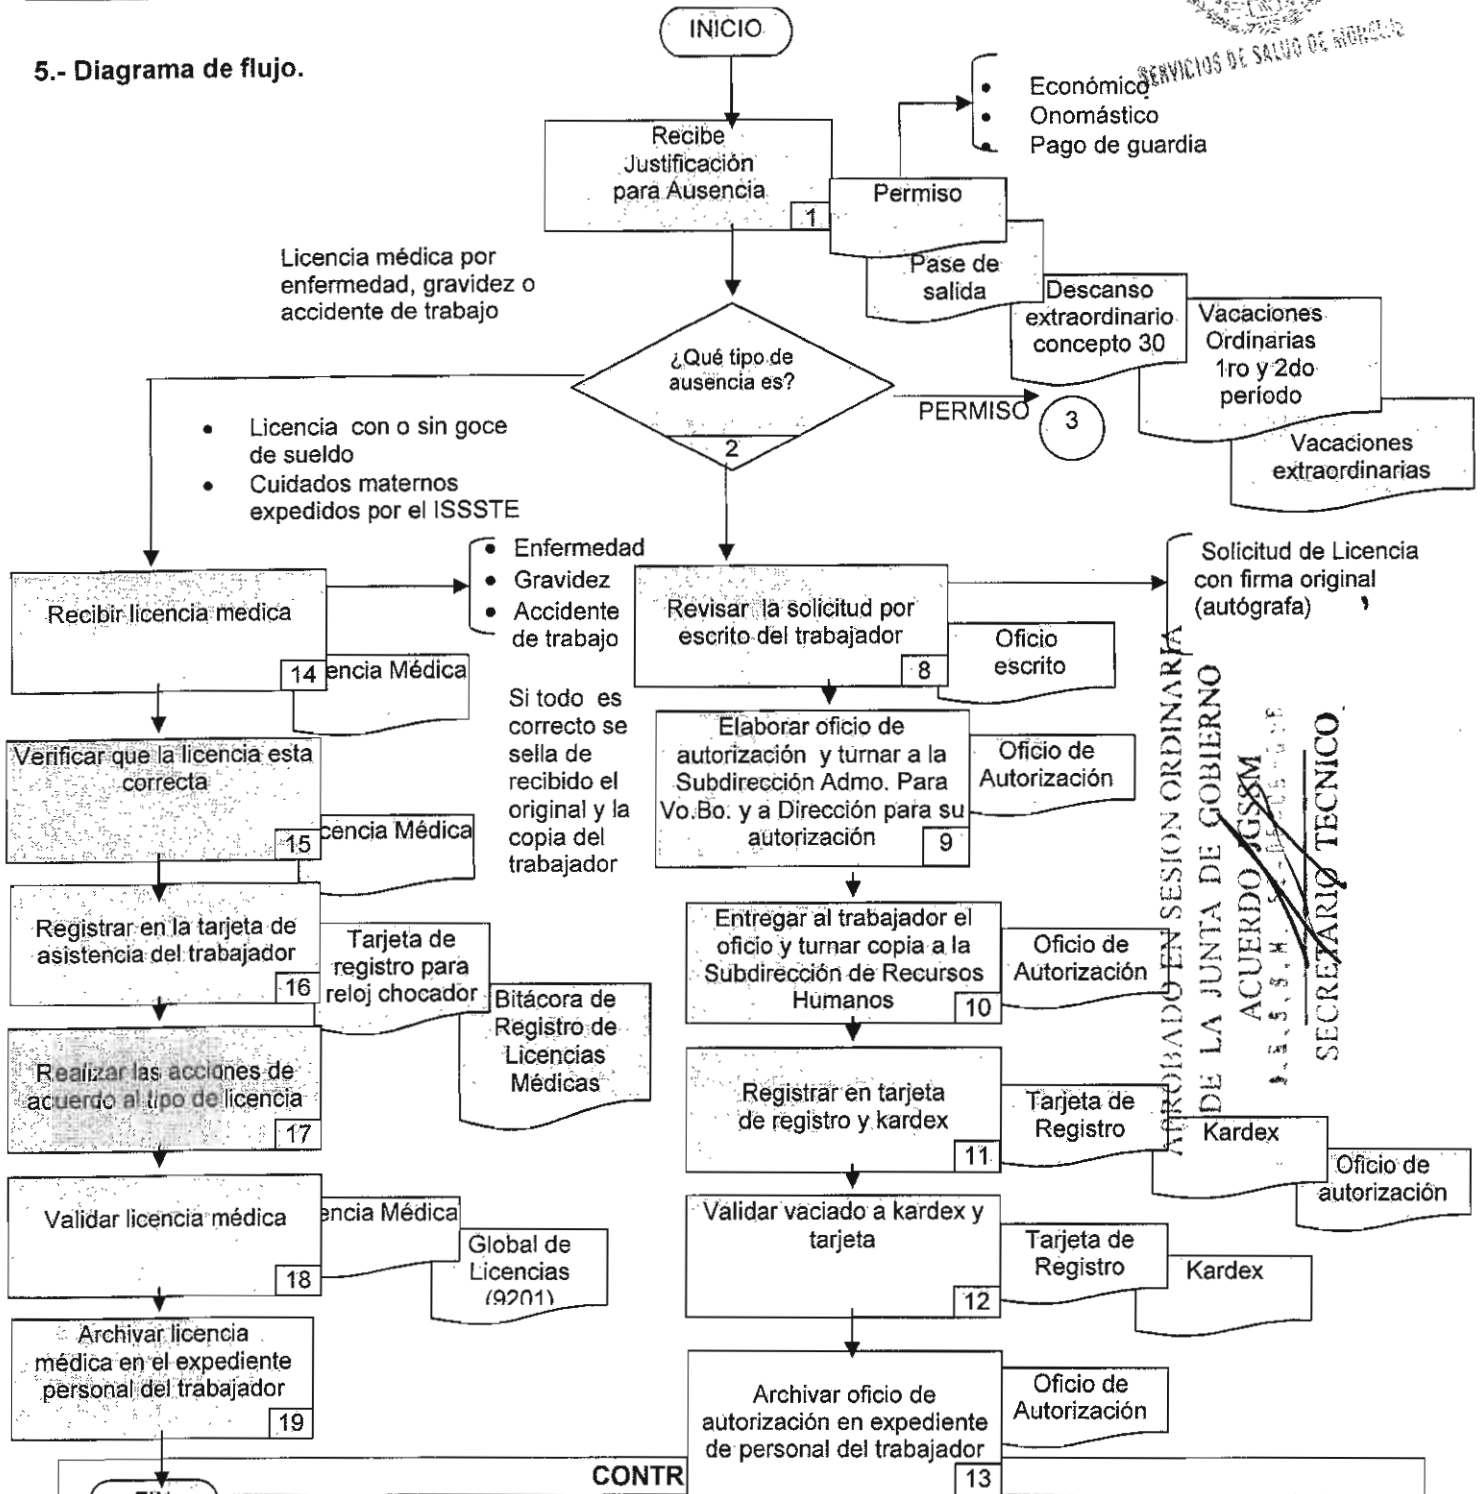 INICIO
SERVICIOS DE SALUD DE
5.- Diagrama de flujo.
• Económico
• Onomástico
• Pago de guardia
Recibe
Justificación
para Ausencia
1
Permiso
Pase de
salida
Descanso
extraordinario
concepto 30
Vacaciones
Ordinarias
1ro y 2do
período
Vacaciones
extraordinarias
Licencia médica por
enfermedad, gravidez o
accidente de trabajo
¿Qué tipo de
ausencia es?
2
PERMISO
3
• Licencia con o sin goce
de sueldo
• Cuidados maternos
expedidos por el ISSSTE
Recibir licencia medica
14
encia Médica
• Enfermedad
• Gravidez
• Accidente
de trabajo
Verificar que la licencia esta
correcta
15
cencia Médica
Si todo es
correcto se
sella de
recibido el
original y la
copia del
trabajador
Registrar en la tarjeta de
asistencia del trabajador
16
Tarjeta de
registro para
reloj chocador
Bitácora de
Registro de
Licencias
Médicas
Realizar las acciones de
acuerdo al tipo de licencia
17
Validar licencia médica
18
encia Médica
Global de
Licencias
(9201)
Archivar licencia
médica en el expediente
personal del trabajador
19
Revisar la solicitud por
escrito del trabajador
8
Oficio
escrito
Solicitud de Licencia
con firma original
(autógrafa)
Elaborar oficio de
autorización y turnar a la
Subdirección Admo. Para
Vo.Bo. y a Dirección para su
autorización
9
Oficio de
Autorización
Entregar al trabajador el
oficio y turnar copia a la
Subdirección de Recursos
Humanos
10
Oficio de
Autorización
Registrar en tarjeta
de registro y kardex
11
Tarjeta de
Registro
Kardex
Oficio de
autorización
Validar vaciado a kardex y
tarjeta
12
Tarjeta de
Registro
Kardex
Archivar oficio de
autorización en expediente
de personal del trabajador
13
Oficio de
Autorización
APROBADO EN SESION ORDINARIA
DE LA JUNTA DE GOBIERNO
ACUERDO JGSSM
SECRETARIO TECNICO
CONTR
FIN